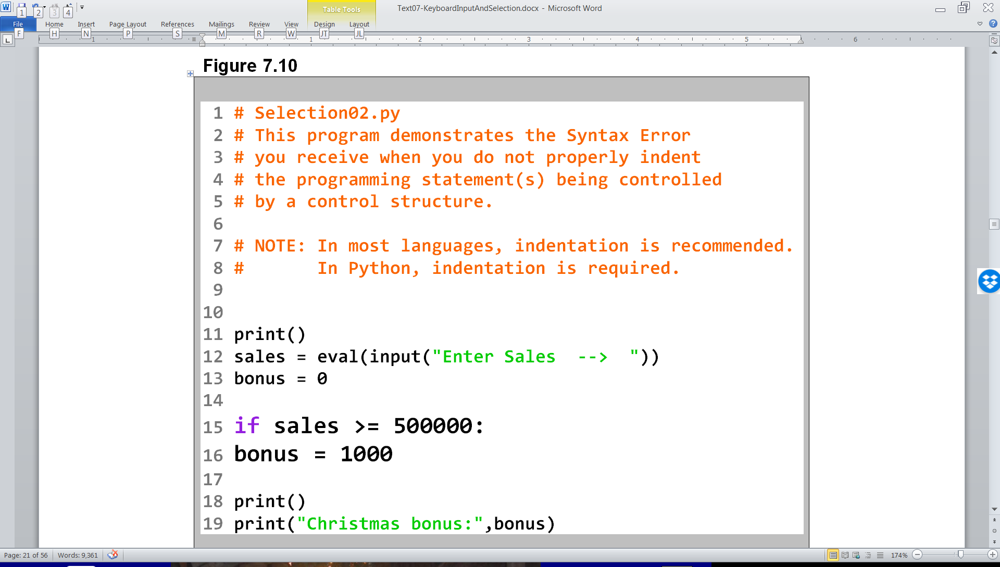 1 2 3 4
Table Tools
Text07-KeyboardInputAndSelection.docx - Microsoft Word
File Home Insert Page Layout References Mailings Review View Design Layout
F H N P S M R W JT JL
1 1 2 3 4 5 6
Figure 7.10
1 # Selection02.py
2 # This program demonstrates the Syntax Error
3 # you receive when you do not properly indent
4 # the programming statement(s) being controlled
5 # by a control structure.
6
7 # NOTE: In most languages, indentation is recommended.
8 #       In Python, indentation is required.
9
10
11 print()
12 sales = eval(input("Enter Sales  -->  "))
13 bonus = 0
14
15 if sales >= 500000:
16 bonus = 1000
17
18 print()
19 print("Christmas bonus:",bonus)
Page: 21 of 56 Words: 9,361 174%